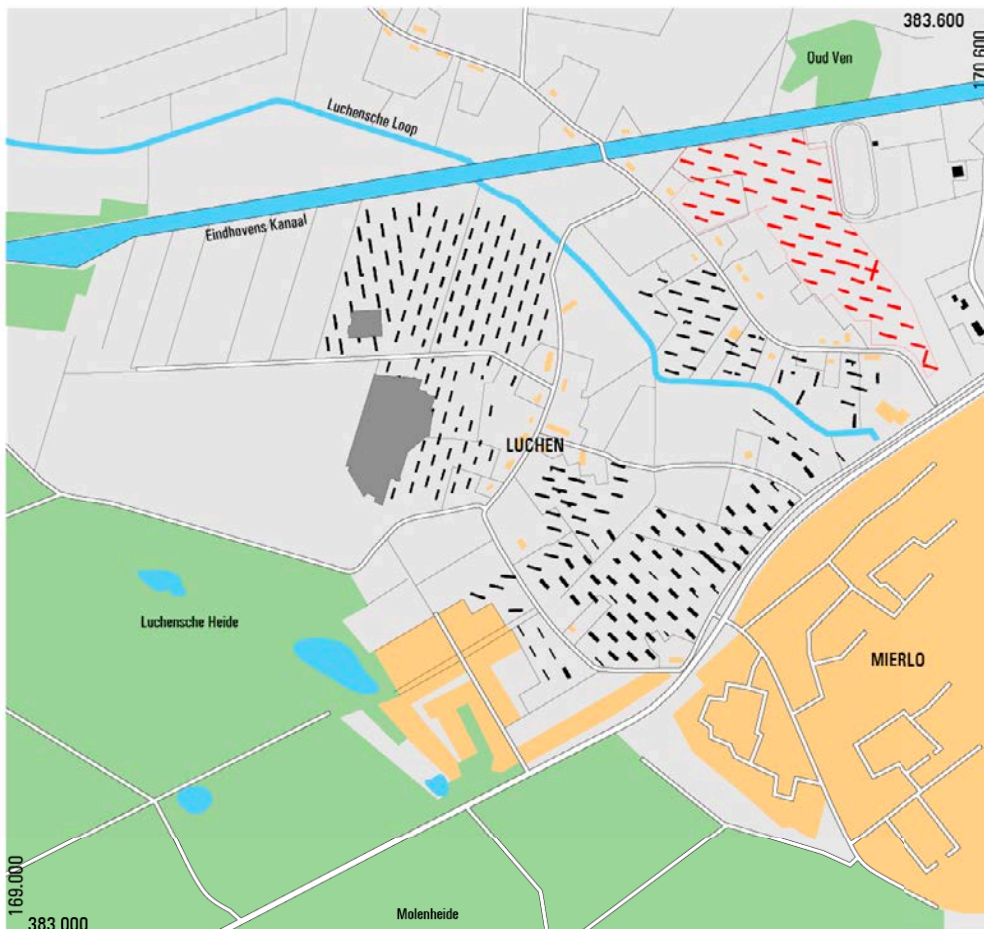 383.600
170.600
Oud Ven
Luchensche Loop
Eindhovens Kanaal
LUCHEN
Luchensche Heide
MIERLO
169.000
383.000
Molenheide